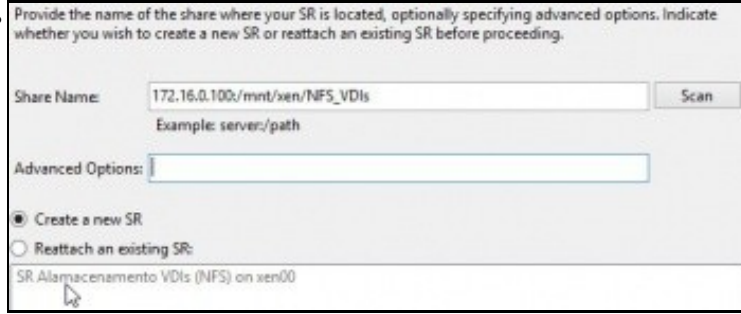 Provide the name of the share where your SR is located, optionally specifying advanced options. Indicate
whether you wish to create a new SR or reattach an existing SR before proceeding.
Share Name: 172.16.0.100:/mnt/xen/NFS_VDIs Scan
Example: server:/path
Advanced Options:
Create a new SR
Reattach an existing SR:
SR Alamacenamento VDIs (NFS) on xen00